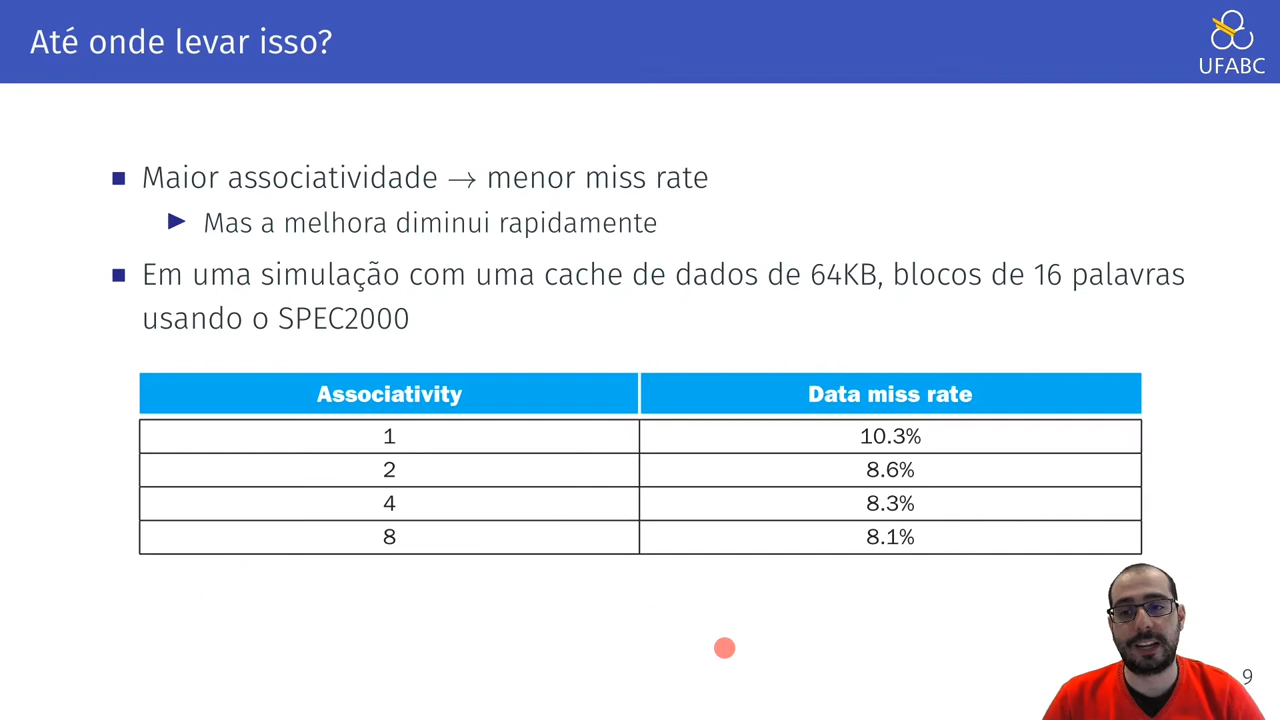 Até onde levar isso?
UFABC
Maior associatividade → menor miss rate
Mas a melhora diminui rapidamente
Em uma simulação com uma cache de dados de 64KB, blocos de 16 palavras
usando o SPEC2000
Associativity Data miss rate
1 10.3%
2 8.6%
4 8.3%
8 8.1%
9